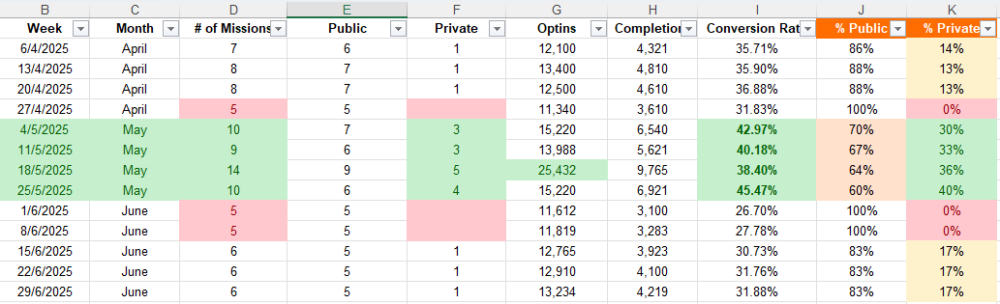 B C D E F G H I J K
Week Month # of Missions Public Private Optins Completion Conversion Rat % Public % Private
6/4/2025 April 7 6 1 12,100 4,321 35.71% 86% 14%
13/4/2025 April 8 7 1 13,400 4,810 35.90% 88% 13%
20/4/2025 April 8 7 1 12,500 4,610 36.88% 88% 13%
27/4/2025 April 5 5 11,340 3,610 31.83% 100% 0%
4/5/2025 May 10 7 3 15,220 6,540 42.97% 70% 30%
11/5/2025 May 9 6 3 13,988 5,621 40.18% 67% 33%
18/5/2025 May 14 9 5 25,432 9,765 38.40% 64% 36%
25/5/2025 May 10 6 4 15,220 6,921 45.47% 60% 40%
1/6/2025 June 5 5 11,612 3,100 26.70% 100% 0%
8/6/2025 June 5 5 11,819 3,283 27.78% 100% 0%
15/6/2025 June 6 5 1 12,765 3,923 30.73% 83% 17%
22/6/2025 June 6 5 1 12,910 4,100 31.76% 83% 17%
29/6/2025 June 6 5 1 13,234 4,219 31.88% 83% 17%